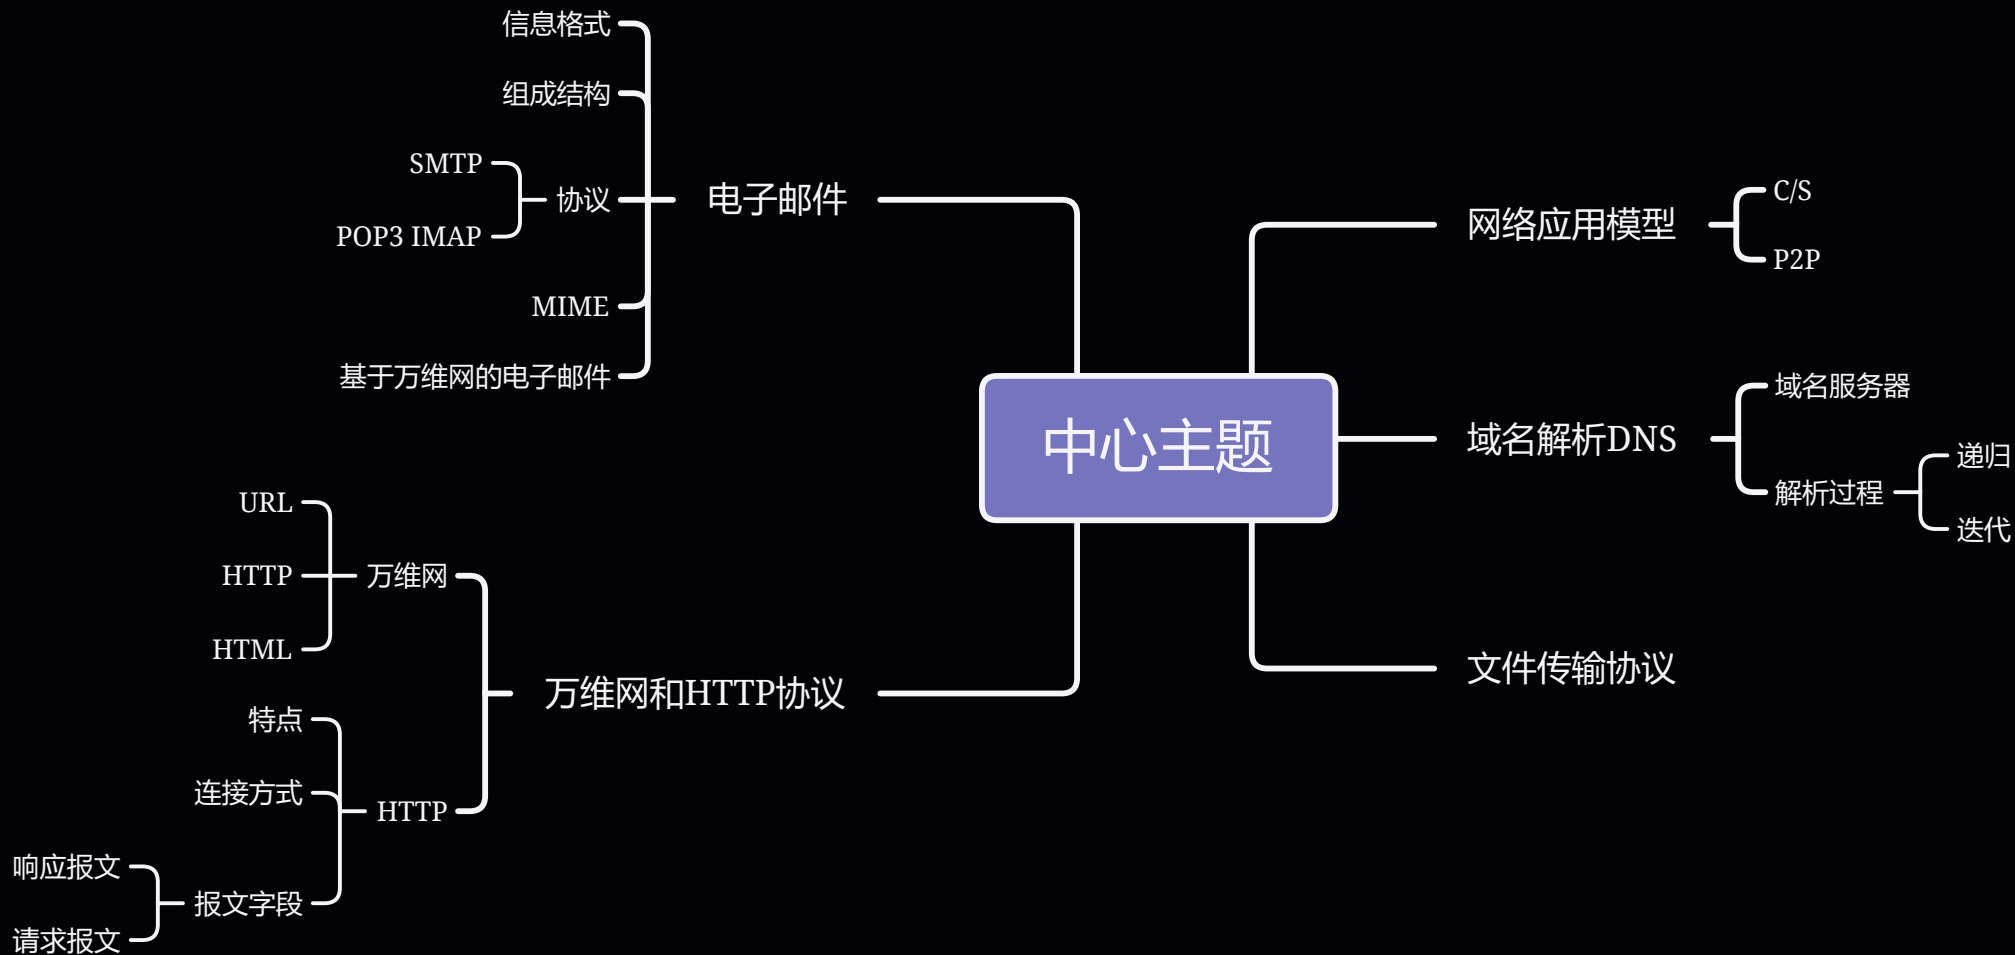 中心主题
网络应用模型
C/S
P2P
域名解析DNS
域名服务器
解析过程
递归
迭代
文件传输协议
电子邮件
信息格式
组成结构
协议
SMTP
POP3 IMAP
MIME
基于万维网的电子邮件
万维网和HTTP协议
万维网
URL
HTTP
HTML
HTTP
特点
连接方式
报文字段
响应报文
请求报文